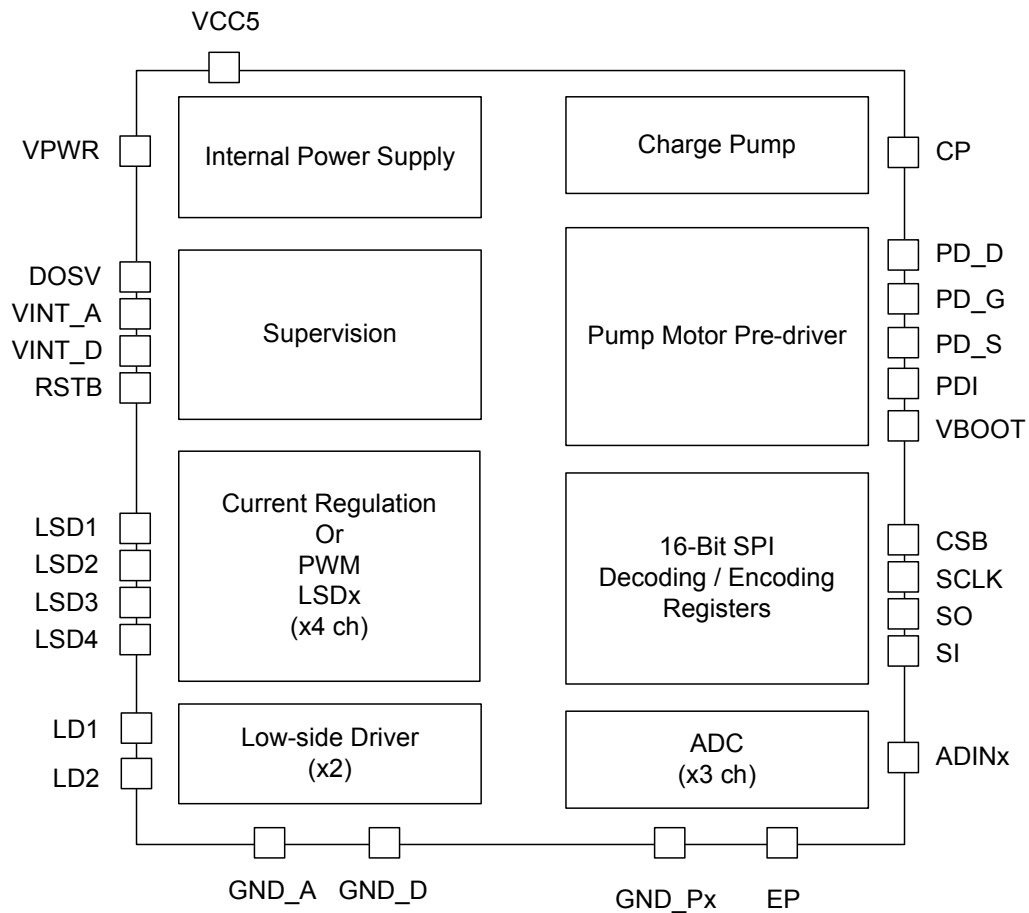 VCC5
VPWR
Internal Power Supply
Charge Pump
CP
DOSV
VINT_A
VINT_D
RSTB
Supervision
Pump Motor Pre-driver
PD_D
PD_G
PD_S
PDI
VBOOT
LSD1
LSD2
LSD3
LSD4
Current Regulation
Or
PWM
LSDx
(x4 ch)
16-Bit SPI
Decoding / Encoding
Registers
CSB
SCLK
SO
SI
LD1
LD2
Low-side Driver
(x2)
ADC
(x3 ch)
ADINx
GND_A
GND_D
GND_Px
EP